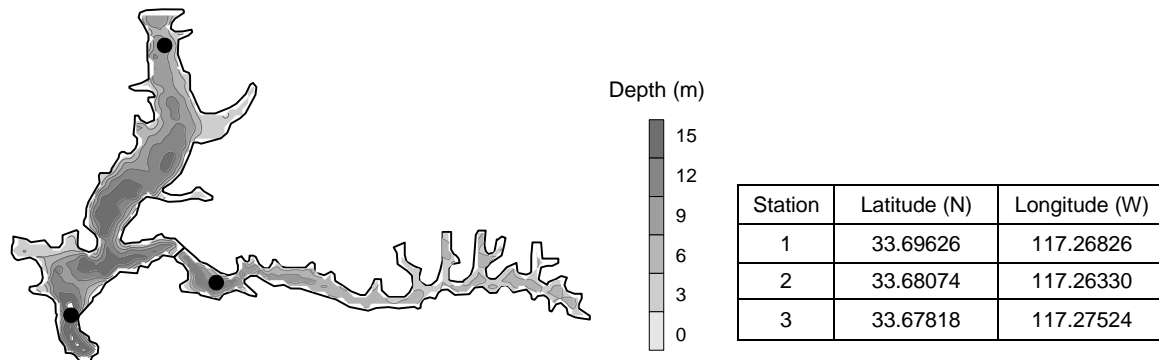 Depth (m)
15
12
9
6
3
0
Station Latitude (N) Longitude (W)
1 33.69626 117.26826
2 33.68074 117.26330
3 33.67818 117.27524